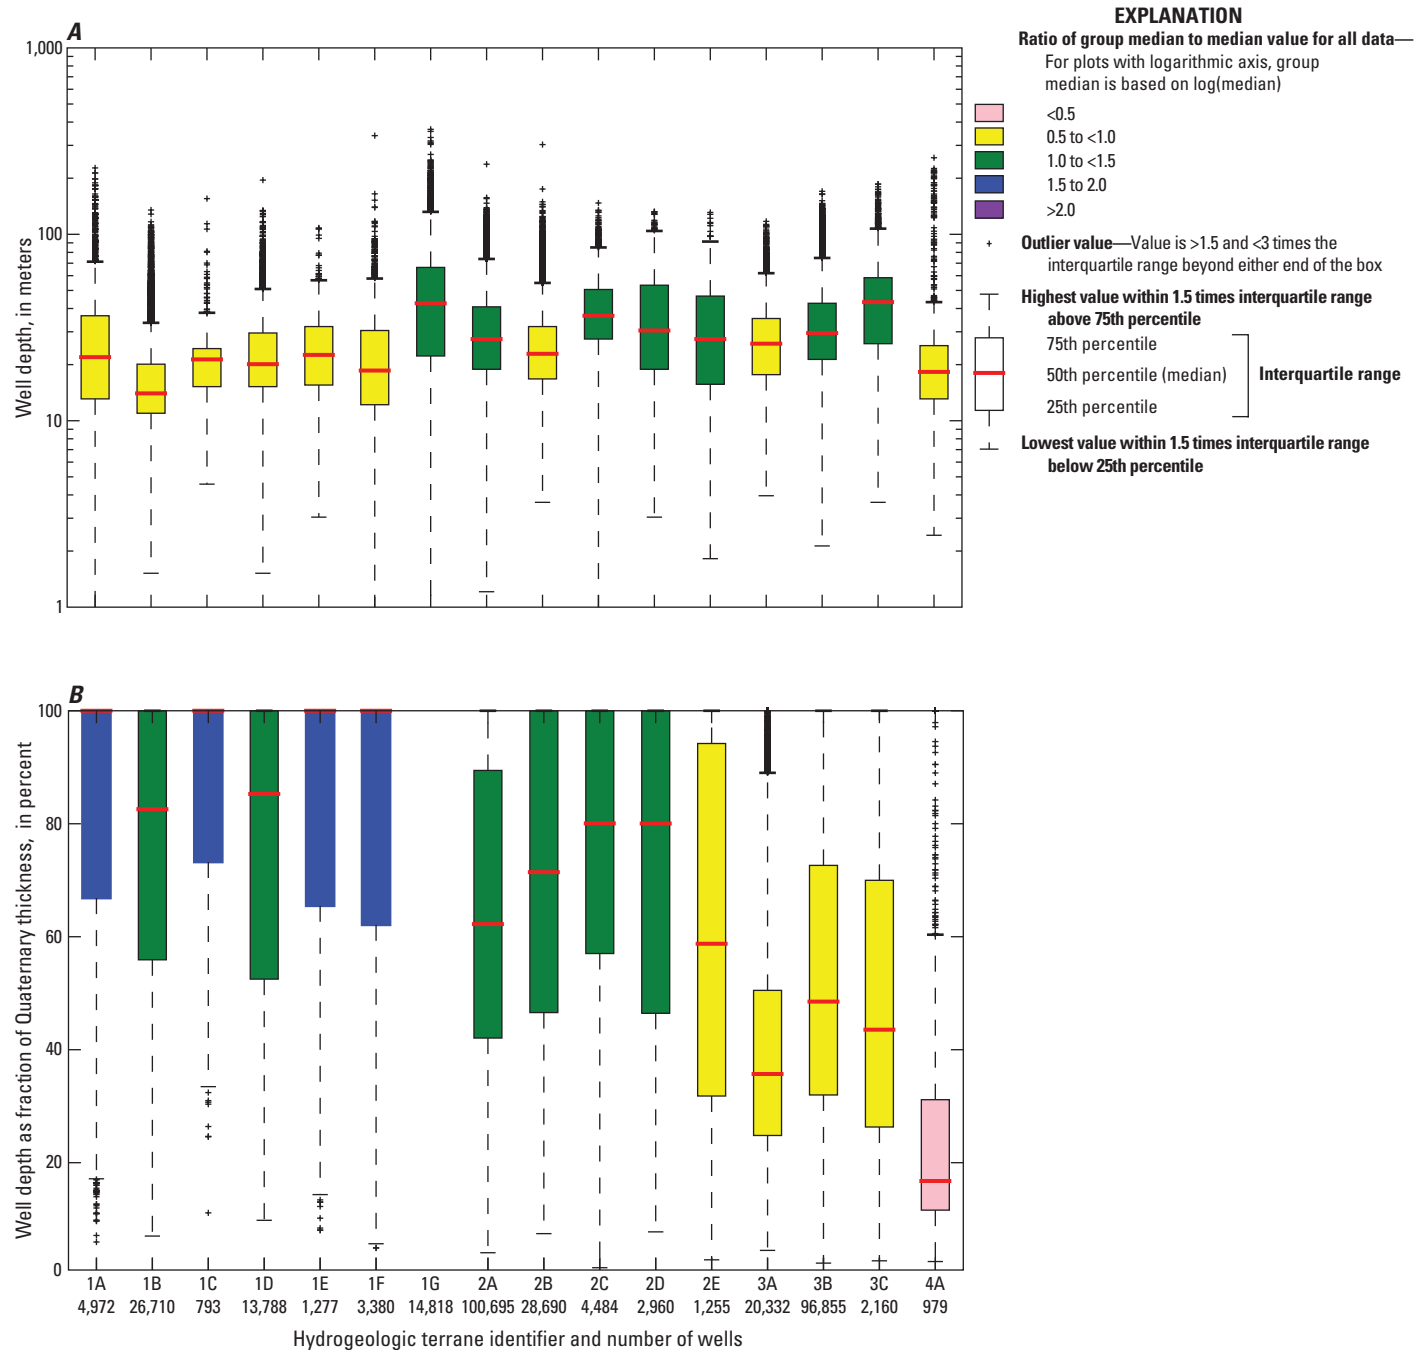 A
1,000
100
10
1
Well depth, in meters
EXPLANATION
Ratio of group median to median value for all data—
For plots with logarithmic axis, group
median is based on log(median)
<0.5
0.5 to <1.0
1.0 to <1.5
1.5 to 2.0
>2.0
Outlier value—Value is >1.5 and <3 times the
interquartile range beyond either end of the box
Highest value within 1.5 times interquartile range
above 75th percentile
75th percentile
50th percentile (median)
Interquartile range
25th percentile
Lowest value within 1.5 times interquartile range
below 25th percentile
B
100
80
60
40
20
0
Well depth as fraction of Quaternary thickness, in percent
1A 1B 1C 1D 1E 1F 1G 2A 2B 2C 2D 2E 3A 3B 3C 4A
4,972 26,710 793 13,788 1,277 3,380 14,818 100,695 28,690 4,484 2,960 1,255 20,332 96,855 2,160 979
Hydrogeologic terrane identifier and number of wells